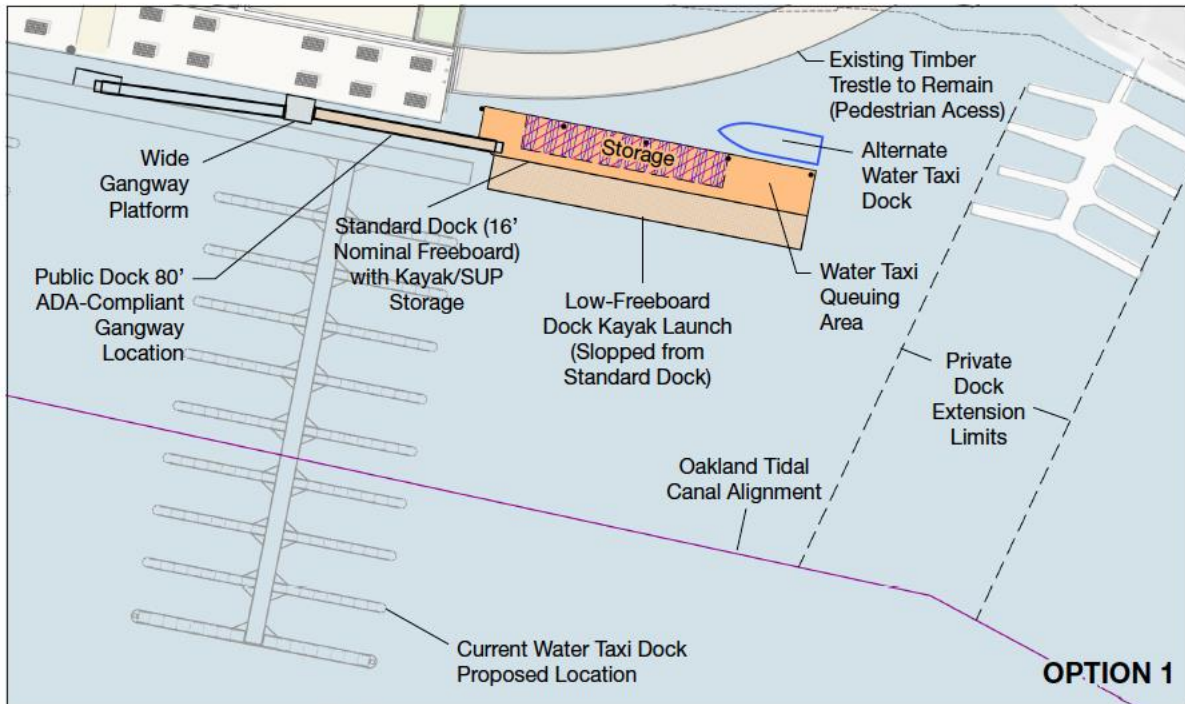 Existing Timber
Trestle to Remain
(Pedestrian Acess)
Wide
Gangway
Platform
Storage
Alternate
Water Taxi
Dock
Standard Dock (16'
Nominal Freeboard)
with Kayak/SUP
Storage
Public Dock 80'
ADA-Compliant
Gangway
Location
Low-Freeboard
Dock Kayak Launch
(Slopped from
Standard Dock)
Water Taxi
Queuing
Area
Private
Dock
Extension
Limits
Oakland Tidal
Canal Alignment
Current Water Taxi Dock
Proposed Location
OPTION 1